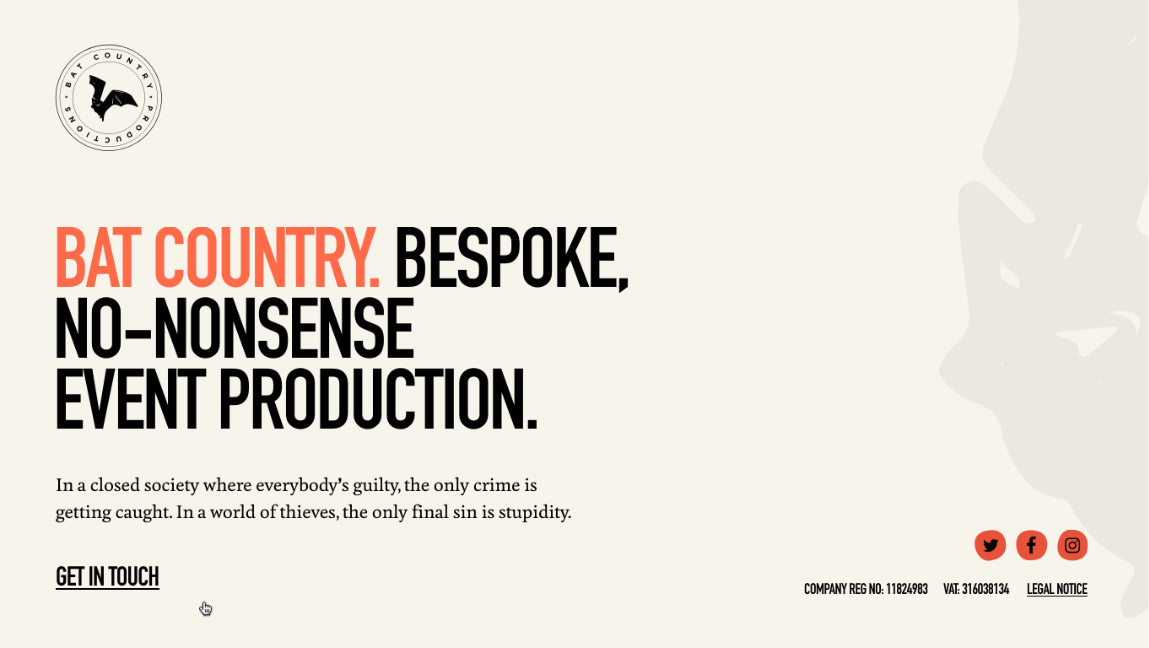 BAT COUNTRY • PRODUCTIONS •
BAT COUNTRY. BESPOKE,
NO–NONSENSE
EVENT PRODUCTION.
In a closed society where everybody’s guilty, the only crime is
getting caught. In a world of thieves, the only final sin is stupidity.
GET IN TOUCH
COMPANY REG NO: 11824983 VAT: 316038134 LEGAL NOTICE